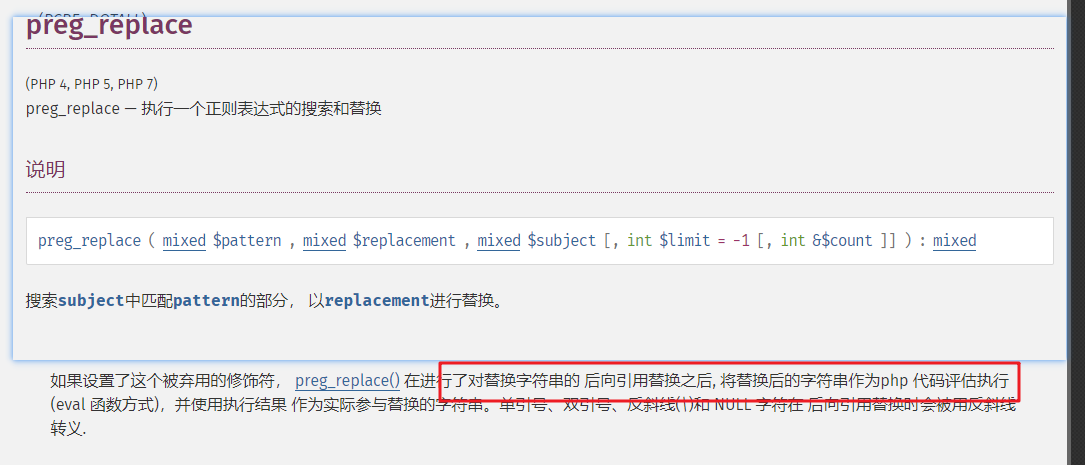 (PCRE_DOTALL)
preg_replace
(PHP 4, PHP 5, PHP 7)
preg_replace — 执行一个正则表达式的搜索和替换
说明
preg_replace ( mixed $pattern , mixed $replacement , mixed $subject [, int $limit = -1 [, int &$count ]] ) : mixed
搜索subject中匹配pattern的部分， 以replacement进行替换。
如果设置了这个被弃用的修饰符， preg_replace() 在进行了对替换字符串的 后向引用替换之后, 将替换后的字符串作为php 代码评估执行
(eval 函数方式)，并使用执行结果 作为实际参与替换的字符串。单引号、双引号、反斜线(\)和 NULL 字符在 后向引用替换时会被用反斜线
转义.